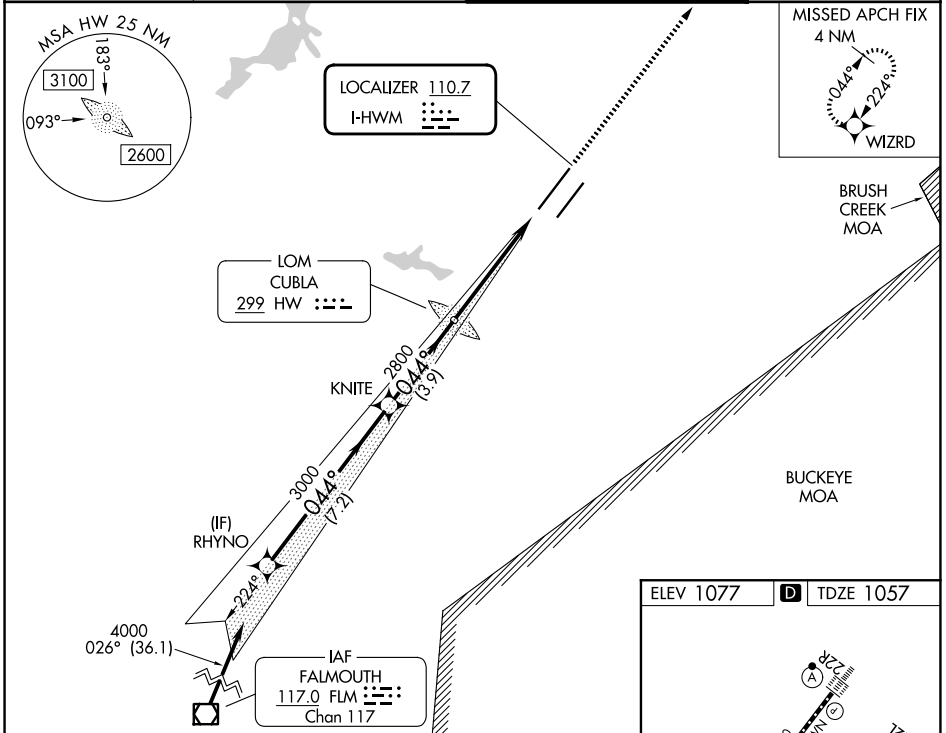 MSA HW 25 NM
183°
3100
093°
2600
LOCALIZER 110.7
I-HWM
MISSED APCH FIX
4 NM
044°
224°
WIZRD
BRUSH
CREEK
MOA
LOM
CUBLA
299 HW
2800
044°
(3.9)
KNITE
3000
044°
(7.2)
(IF)
RHYNO
224°
BUCKEYE
MOA
4000
026° (36.1)
IAF
FALMOUTH
117.0 FLM
Chan 117
ELEV 1077 D TDZE 1057
A
22R
P